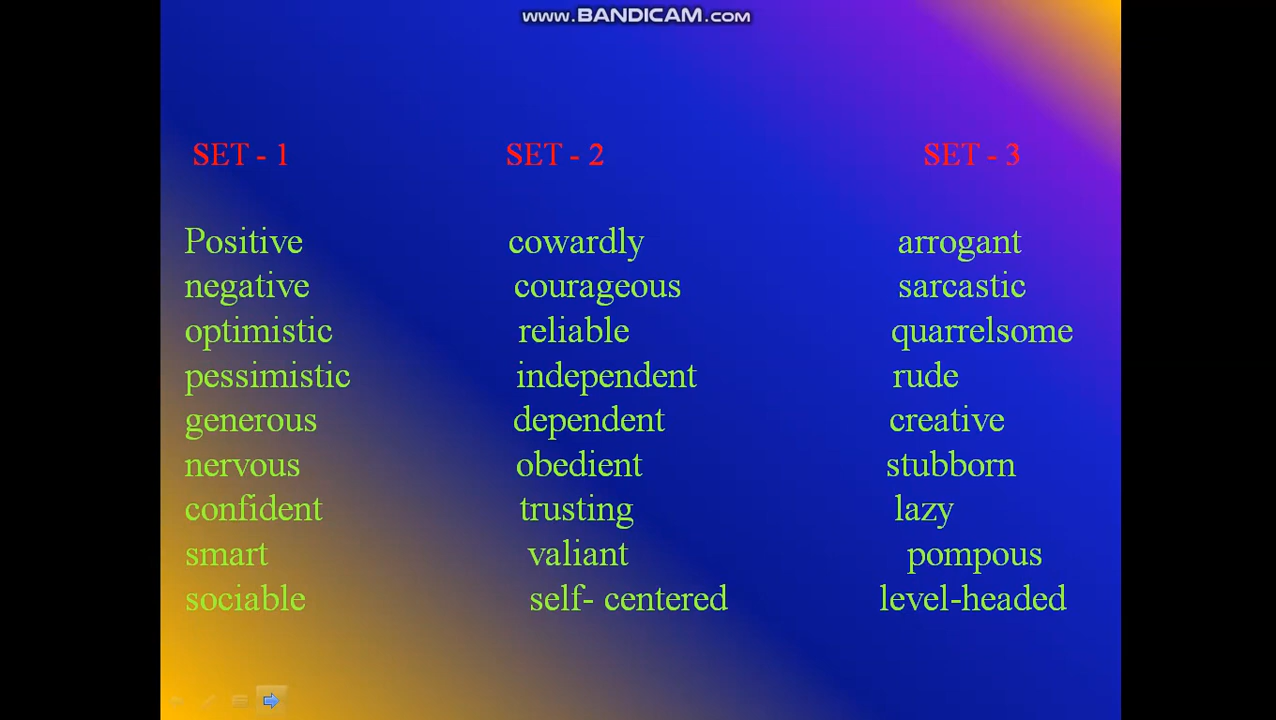 www.BANDICAM.com
SET - 1 SET - 2 SET - 3
Positive cowardly arrogant
negative courageous sarcastic
optimistic reliable quarrelsome
pessimistic independent rude
generous dependent creative
nervous obedient stubborn
confident trusting lazy
smart valiant pompous
sociable self- centered level-headed